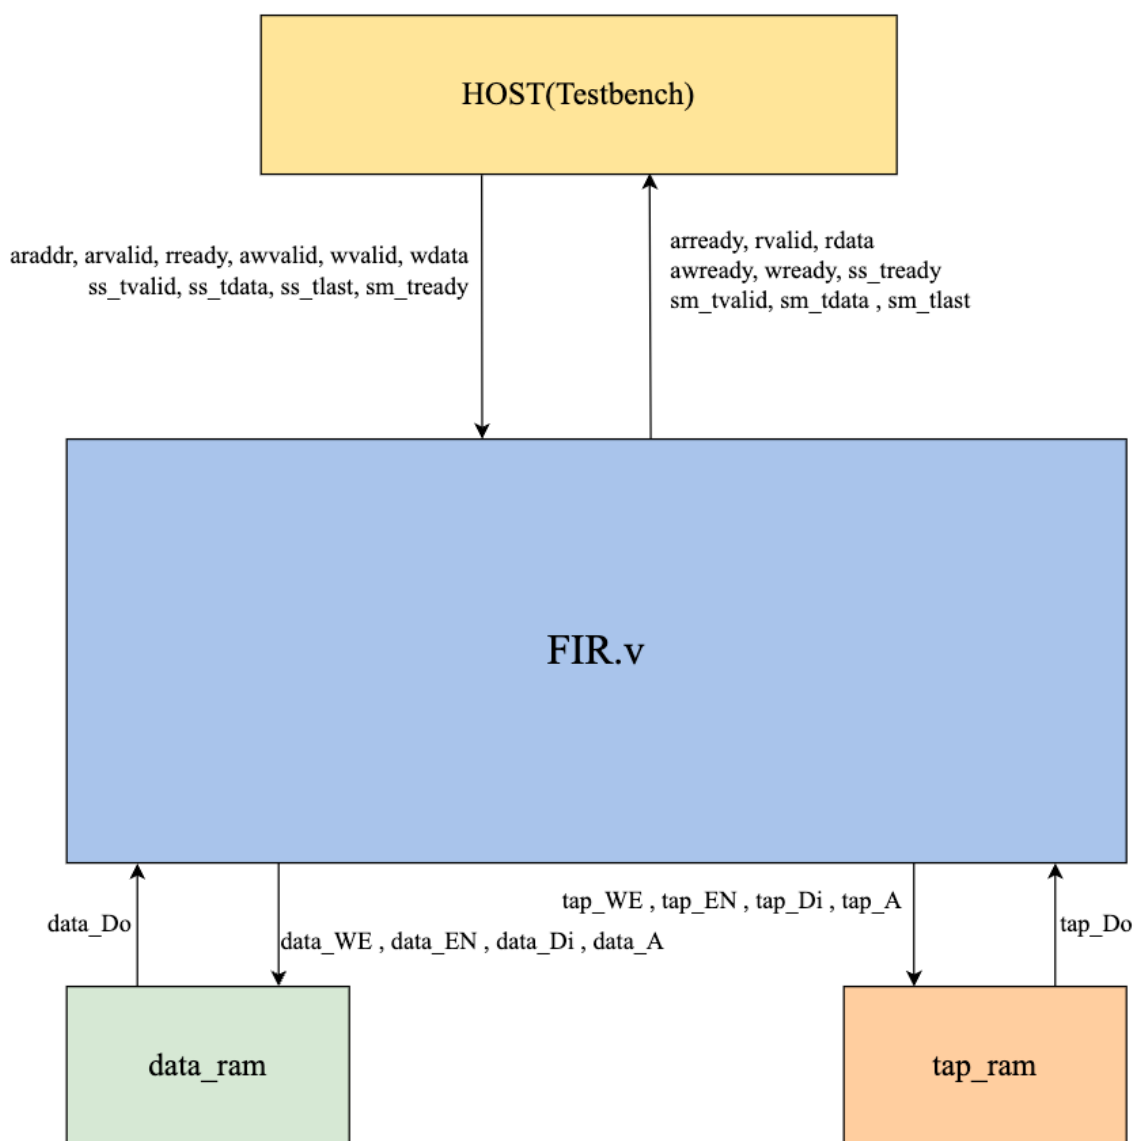 HOST(Testbench)
araddr, arvalid, rready, awvalid, wvalid, wdata
ss_tvalid, ss_tdata, ss_tlast, sm_tready
arready, rvalid, rdata
awready, wready, ss_tready
sm_tvalid, sm_tdata , sm_tlast
FIR.v
data_Do
data_WE , data_EN , data_Di , data_A
tap_WE , tap_EN , tap_Di , tap_A
tap_Do
data_ram
tap_ram